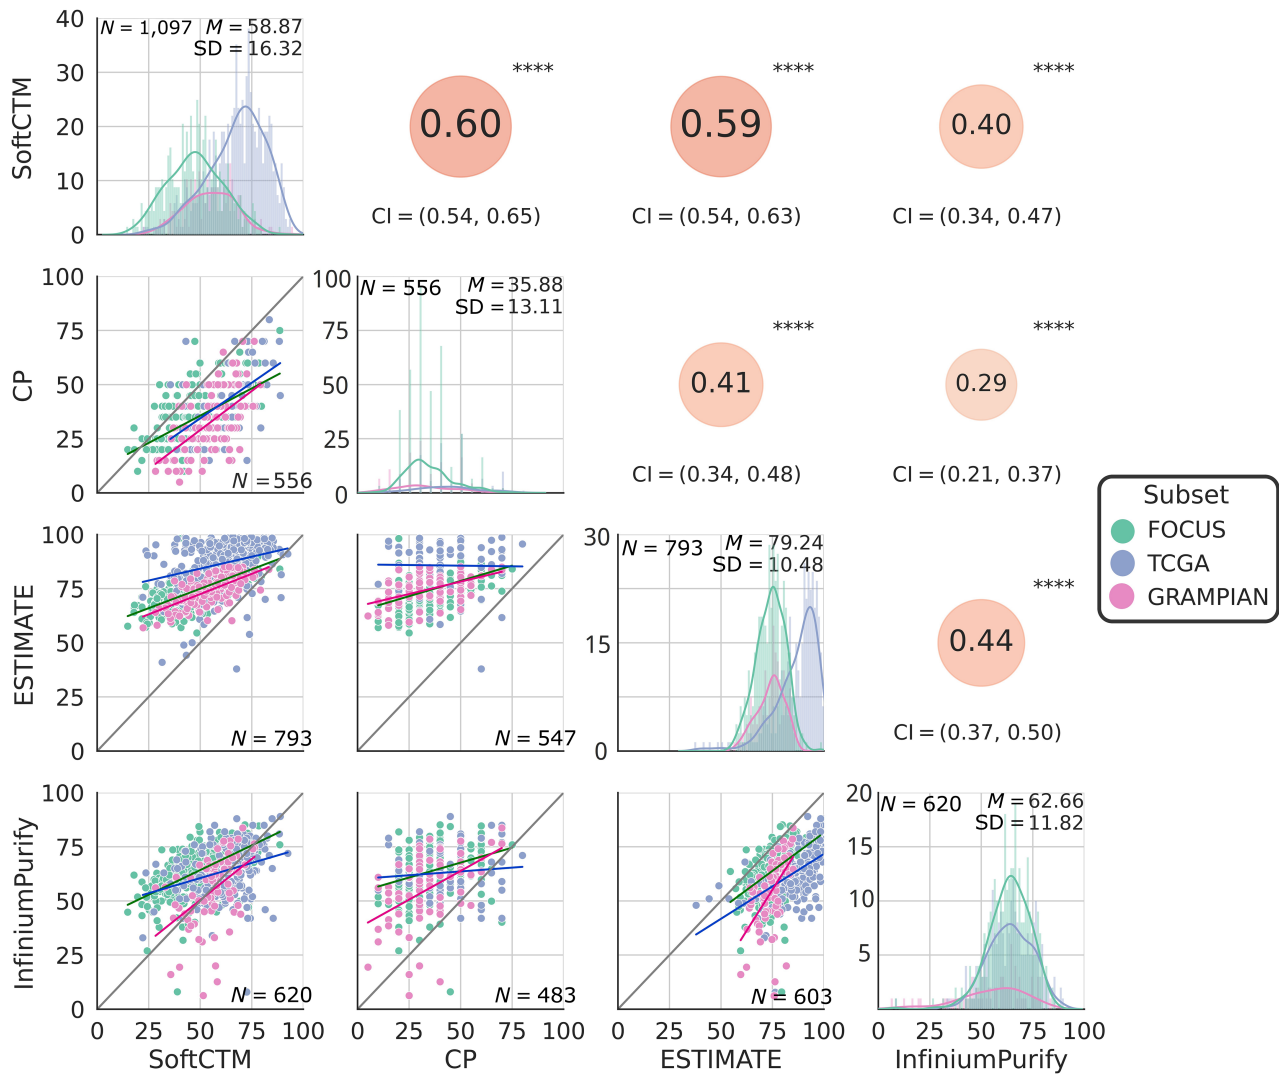 40
N = 1,097 M = 58.87
SD = 16.32
30
20
10
0
SoftCTM
****
0.60
CI = (0.54, 0.65)
****
0.59
CI = (0.54, 0.63)
****
0.40
CI = (0.34, 0.47)
100
75
50
25
0
CP
N = 556
100
75
50
25
0
N = 556 M = 35.88
SD = 13.11
****
0.41
CI = (0.34, 0.48)
****
0.29
CI = (0.21, 0.37)
Subset
FOCUS
TCGA
GRAMPIAN
100
75
50
25
0
ESTIMATE
N = 793
N = 547
30
15
0
N = 793 M = 79.24
SD = 10.48
****
0.44
CI = (0.37, 0.50)
100
75
50
25
0
InfiniumPurify
N = 620
N = 483
N = 603
20
15
10
5
N = 620 M = 62.66
SD = 11.82
0 25 50 75 100
0 25 50 75 100
0 25 50 75 100
0 25 50 75 100
SoftCTM
CP
ESTIMATE
InfiniumPurify